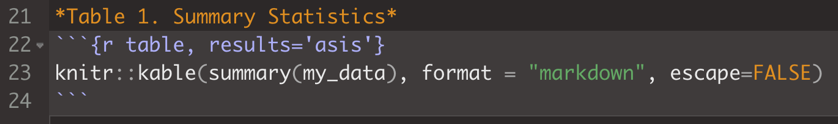 21 *Table 1. Summary Statistics*
22 ```{r table, results='asis'}
23 knitr::kable(summary(my_data), format = "markdown", escape=FALSE)
24 ```